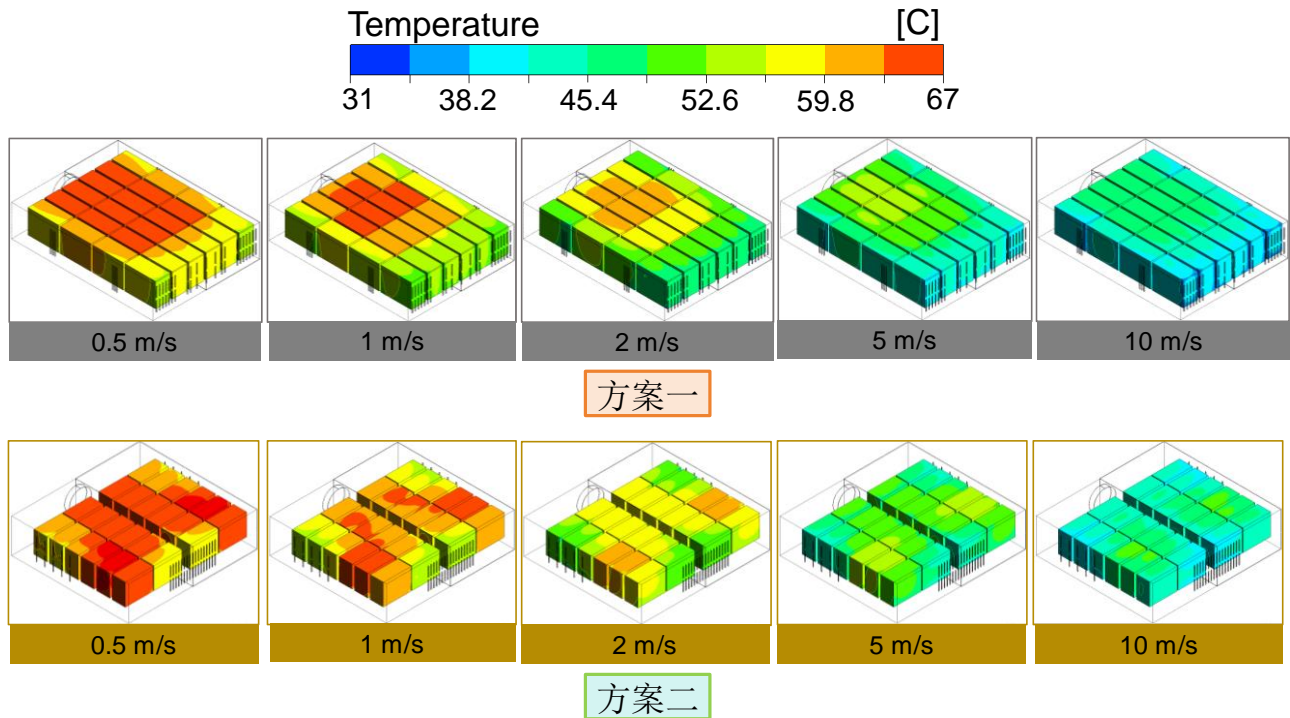 Temperature [C]
31 38.2 45.4 52.6 59.8 67
0.5 m/s 1 m/s 2 m/s 5 m/s 10 m/s
方案一
0.5 m/s 1 m/s 2 m/s 5 m/s 10 m/s
方案二